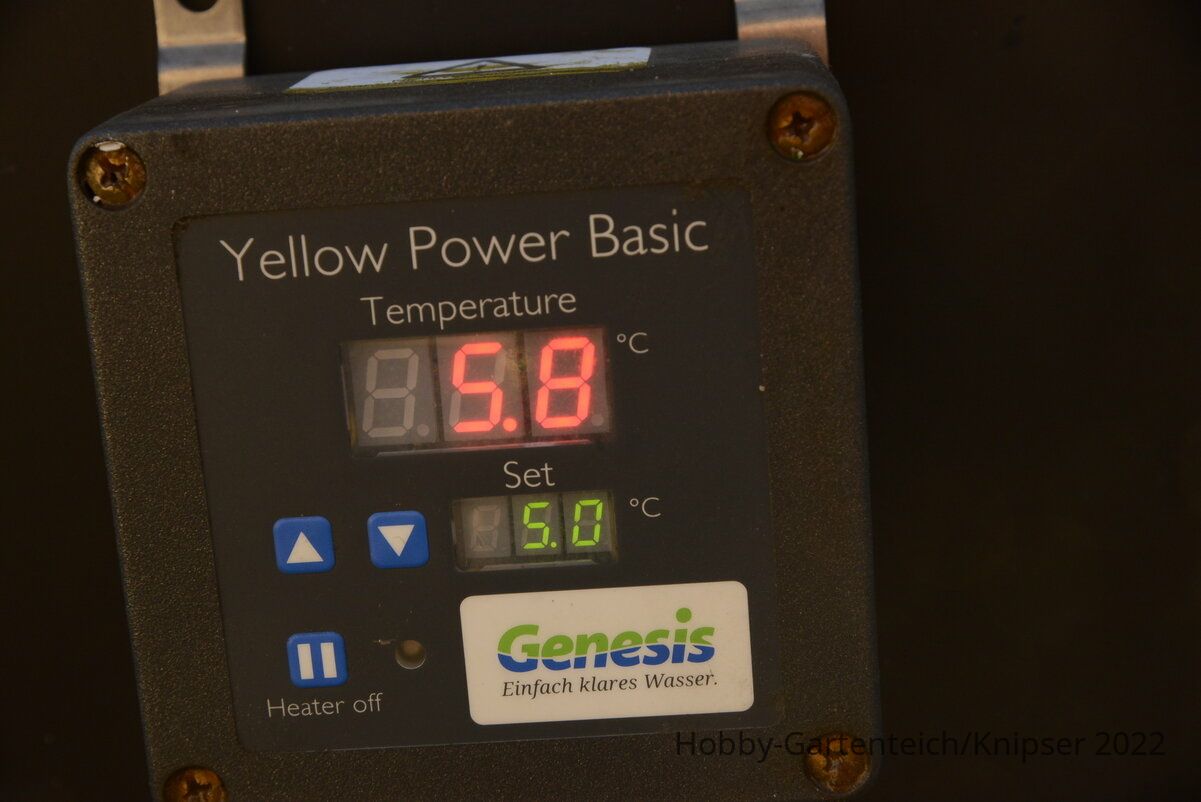 Yellow Power Basic
Temperature
5.8 °C
Set
5.0 °C
Genesis
Einfach klares Wasser.
Heater off
Hobby-Gartenteich/Knipser 2022